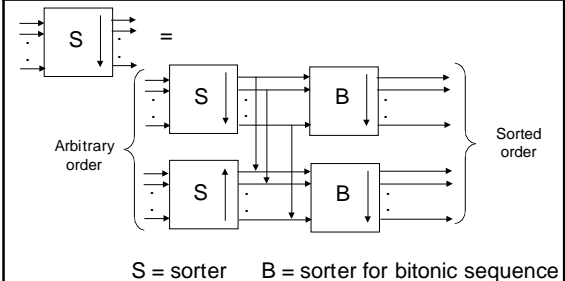 S
=
S
B
Arbitrary
order
Sorted
order
S
B
S = sorter B = sorter for bitonic sequence